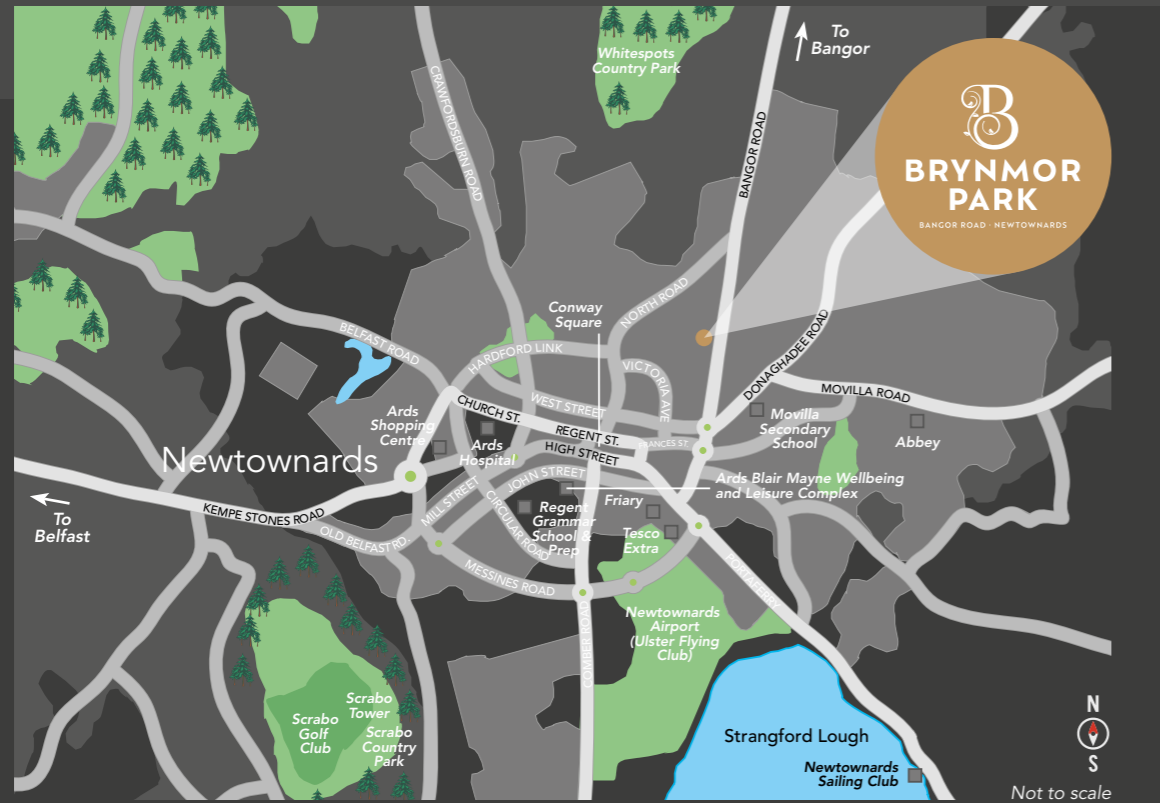 Whitespots
Country Park
To
Bangor
BRYNMOR
PARK
BANGOR ROAD · NEWTOWNARDS
CRAWFORDSBURN ROAD
BANGOR ROAD
Conway
Square
NORTH ROAD
BELFAST ROAD
HARDFORD LINK
VICTORIA AVE
DONAGHADEE ROAD
MOVILLA ROAD
WEST STREET
CHURCH ST.
REGENT ST.
HIGH STREET
FRANCES ST.
Ards
Shopping
Centre
Ards
Hospital
Movilla
Secondary
School
Abbey
Newtownards
JOHN STREET
MILL STREET
CIRCULAR ROAD
Ards Blair Mayne Wellbeing
and Leisure Complex
Friary
Regent
Grammar
School &
Prep
Tesco
Extra
To
Belfast
KEMPE STONES ROAD
OLD BELFAST RD.
MESSINES ROAD
PORTAFERRY
COMBER ROAD
Newtownards
Airport
(Ulster Flying
Club)
Scrabo
Tower
Scrabo
Golf
Club
Scrabo
Country
Park
Strangford Lough
Newtownards
Sailing Club
N
S
Not to scale